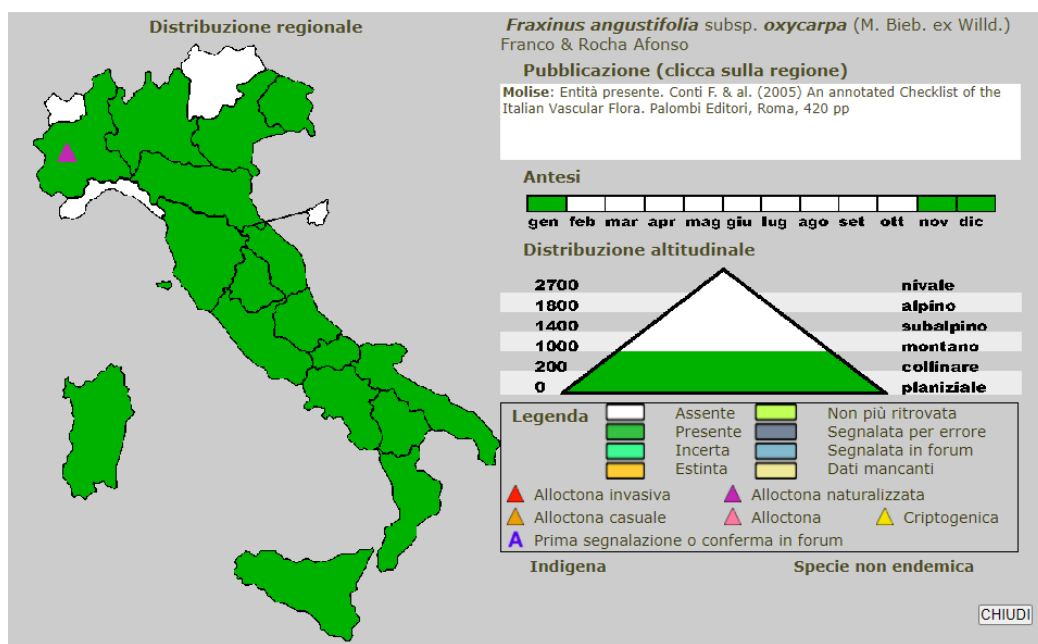 Distribuzione regionale
Fraxinus angustifolia subsp. oxycarpa (M. Bieb. ex Willd.)
Franco & Rocha Afonso
Pubblicazione (clicca sulla regione)
Molise: Entità presente. Conti F. & al. (2005) An annotated Checklist of the
Italian Vascular Flora. Palombi Editori, Roma, 420 pp
Antesi
gen feb mar apr mag giu lug ago set ott nov dic
Distribuzione altitudinale
2700 nivale
1800 alpino
1400 subalpino
1000 montano
200 collinare
0 planiziale
Legenda Assente Non più ritrovata
Presente Segnalata per errore
Incerta Segnalata in forum
Estinta Dati mancanti
Alloctona invasiva Alloctona naturalizzata
Alloctona casuale Alloctona Criptogenica
A Prima segnalazione o conferma in forum
Indigena Specie non endemica
CHIUDI